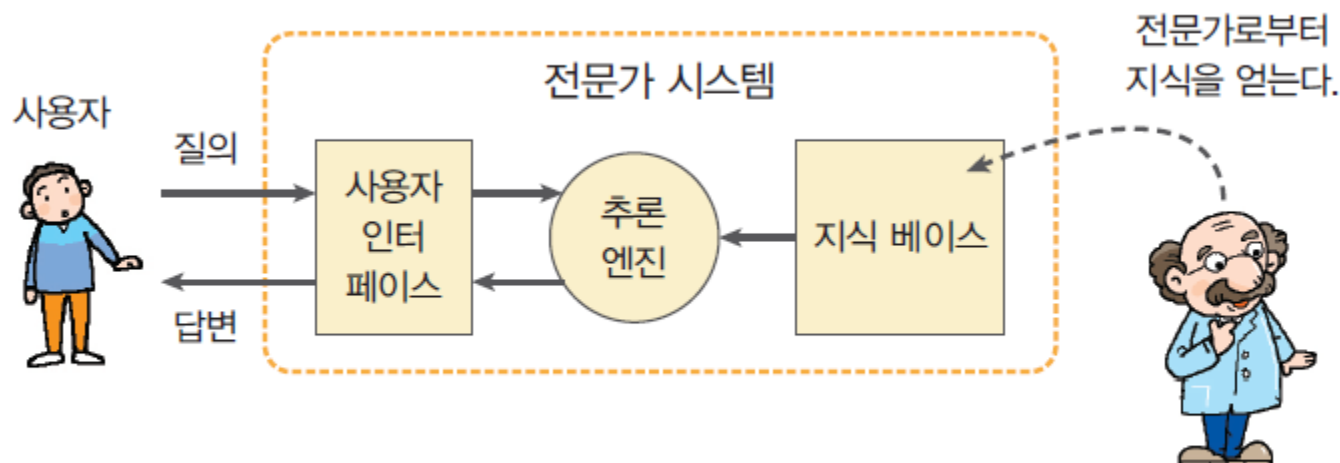 전문가로부터
지식을 얻는다.
전문가 시스템
사용자
질의
사용자
인터
페이스
추론
엔진
지식 베이스
답변